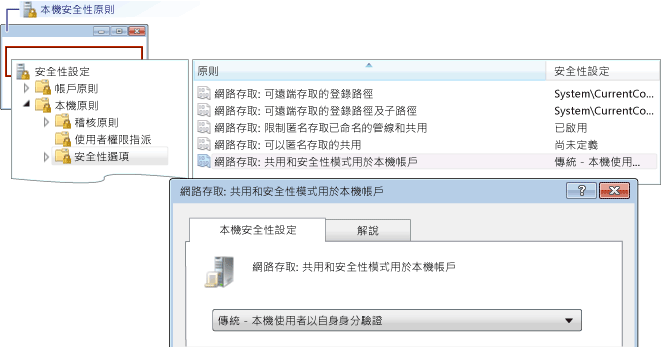 本機安全性原則
安全性設定
帳戶原則
本機原則
稽核原則
使用者權限指派
安全性選項
原則 安全性設定
網路存取: 可遠端存取的登錄路徑 System\CurrentCo...
網路存取: 可遠端存取的登錄路徑及子路徑 System\CurrentCo...
網路存取: 限制匿名存取已命名的管線和共用 已啟用
網路存取: 可以匿名存取的共用 尚未定義
網路存取: 共用和安全性模式用於本機帳戶 傳統 - 本機使用...
網路存取: 共用和安全性模式用於本機帳戶
本機安全性設定 解說
網路存取: 共用和安全性模式用於本機帳戶
傳統 - 本機使用者以自身身分驗證